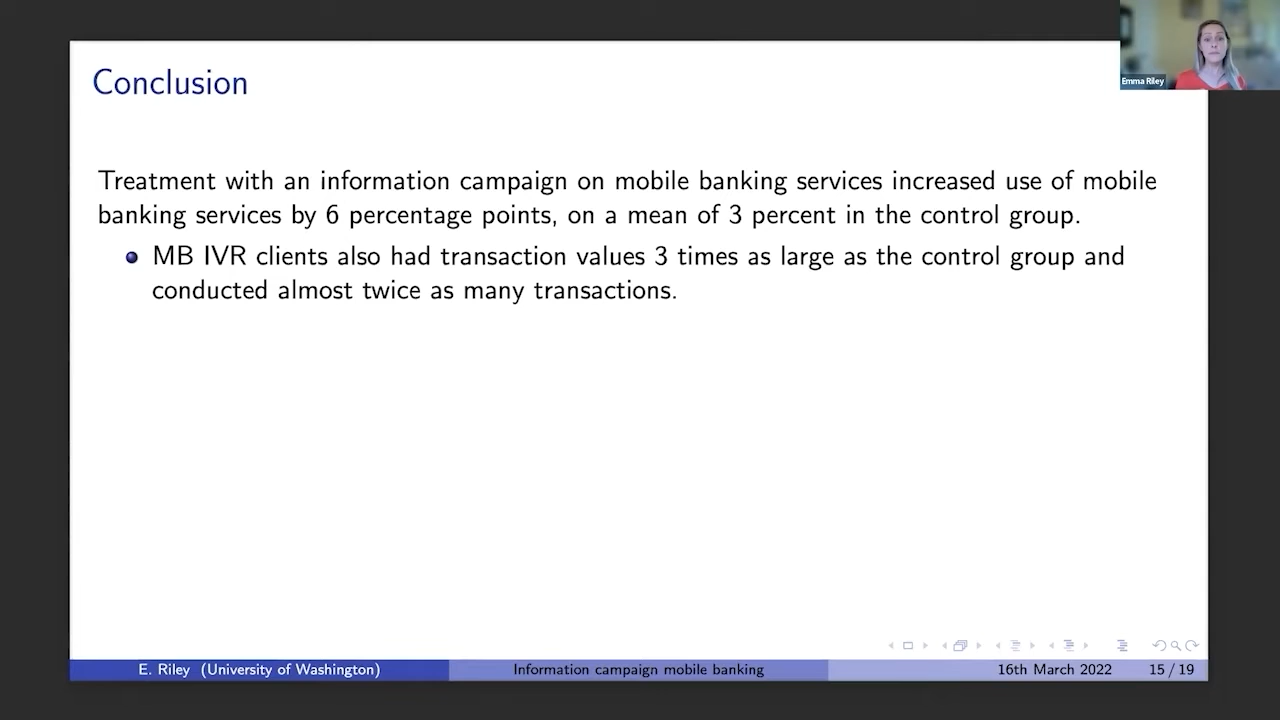 Emma Riley
Conclusion
Treatment with an information campaign on mobile banking services increased use of mobile
banking services by 6 percentage points, on a mean of 3 percent in the control group.
MB IVR clients also had transaction values 3 times as large as the control group and
conducted almost twice as many transactions.
E. Riley (University of Washington)
Information campaign mobile banking
16th March 2022
15 / 19